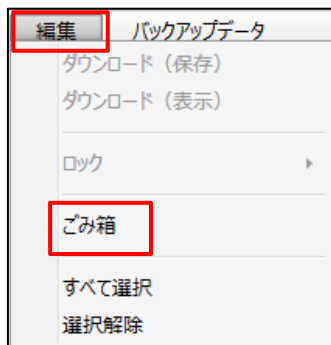 編集 バックアップデータ
ダウンロード（保存）
ダウンロード（表示）
ロック
ごみ箱
すべて選択
選択解除